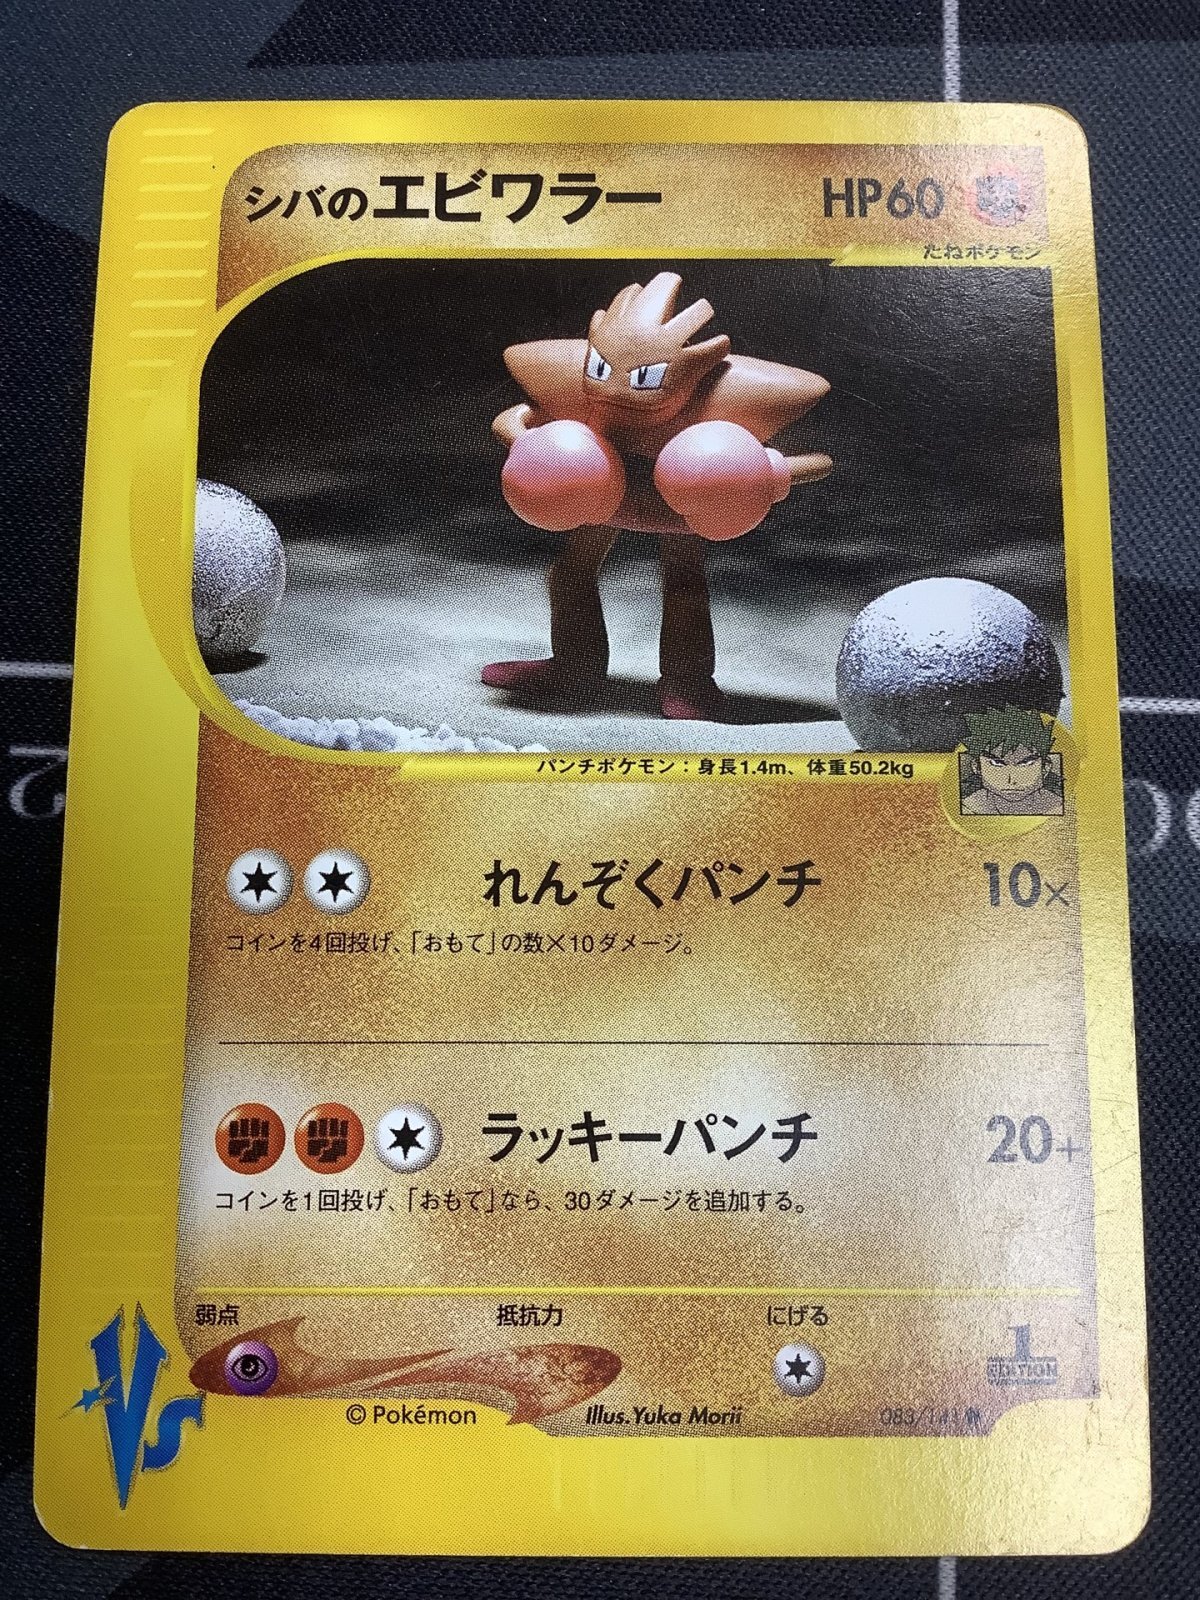 シバのエビワラー HP60
たねポケモン
パンチポケモン：身長1.4m、体重50.2kg
れんぞくパンチ 10×
コインを4回投げ、「おもて」の数×10ダメージ。
ラッキーパンチ 20+
コインを1回投げ、「おもて」なら、30ダメージを追加する。
弱点 抵抗力 にげる
1 EDITION
VS
© Pokémon Illus. Yuka Morii 083/141